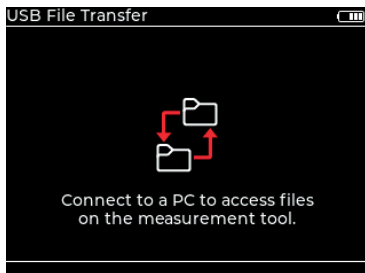 USB File Transfer
Connect to a PC to access files
on the measurement tool.